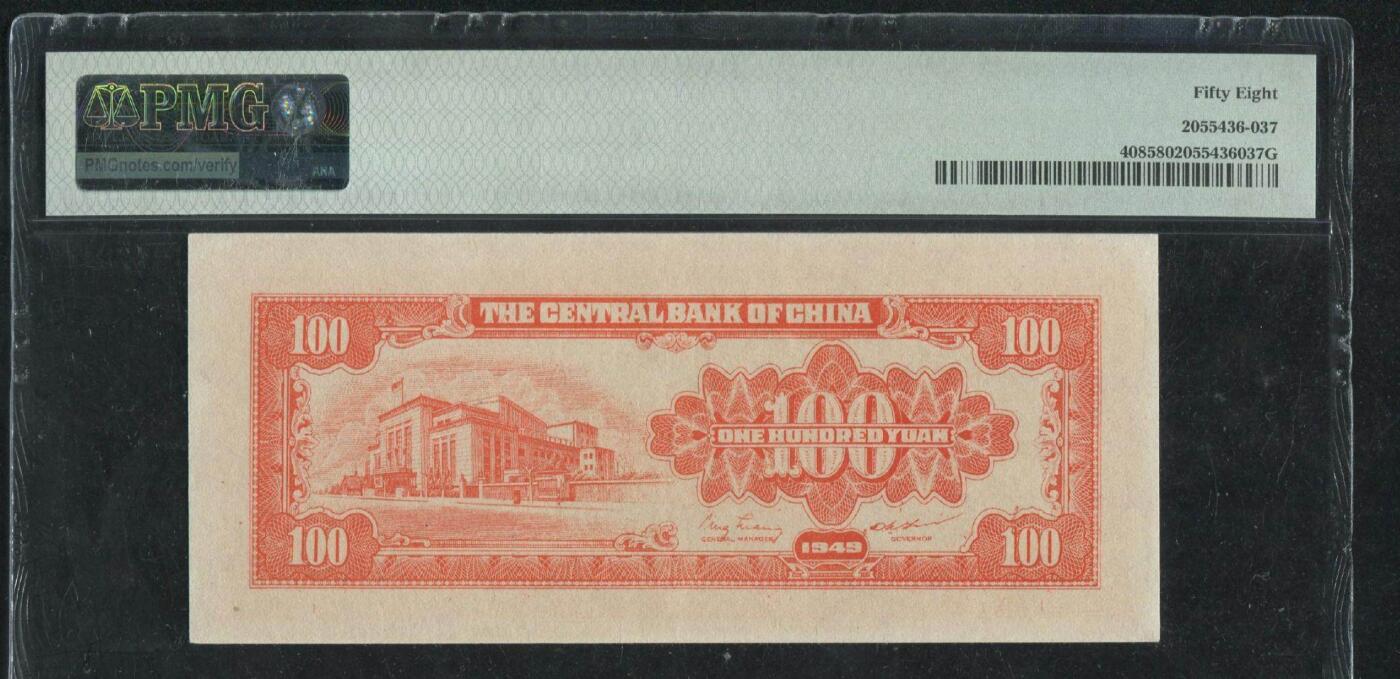 PMG
PMGnotes.com/verify
ANA
Fifty Eight
2055436-037
4085802055436037G
THE CENTRAL BANK OF CHINA
100
100
100
ONE HUNDRED YUAN
GENERAL MANAGER
GOVERNOR
100
1949
100